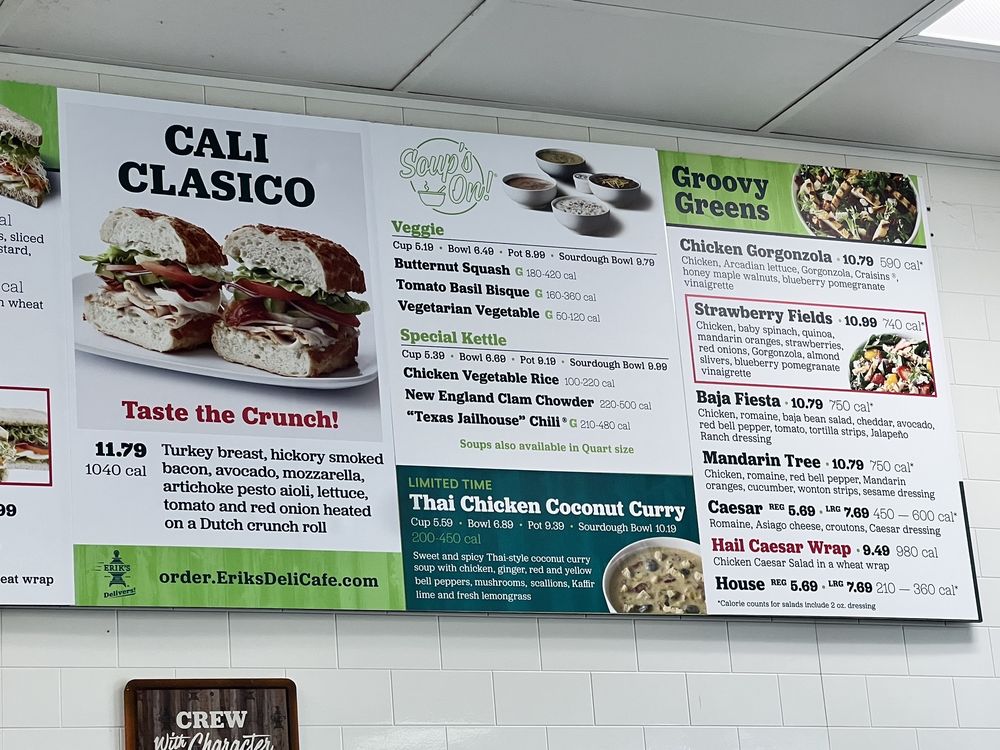 al
s, sliced
stard,
cal
n wheat
99
eat wrap
CALI
CLASICO
Taste the Crunch!
11.79
1040 cal
Turkey breast, hickory smoked
bacon, avocado, mozzarella,
artichoke pesto aioli, lettuce,
tomato and red onion heated
on a Dutch crunch roll
ERIK'S
Delivers!
order.EriksDeliCafe.com
Soup's
On!
Veggie
Cup 5.19 • Bowl 6.49 • Pot 8.99 • Sourdough Bowl 9.79
Butternut Squash G 180-420 cal
Tomato Basil Bisque G 160-360 cal
Vegetarian Vegetable G 60-120 cal
Special Kettle
Cup 5.39 • Bowl 6.69 • Pot 9.19 • Sourdough Bowl 9.99
Chicken Vegetable Rice 100-220 cal
New England Clam Chowder 220-500 cal
"Texas Jailhouse" Chili® G 210-480 cal
Soups also available in Quart size
LIMITED TIME
Thai Chicken Coconut Curry
Cup 5.59 • Bowl 6.89 • Pot 9.39 • Sourdough Bowl 10.19
200-450 cal
Sweet and spicy Thai-style coconut curry
soup with chicken, ginger, red and yellow
bell peppers, mushrooms, scallions, Kaffir
lime and fresh lemongrass
Groovy
Greens
Chicken Gorgonzola • 10.79 590 cal*
Chicken, Arcadian lettuce, Gorgonzola, Craisins®,
honey maple walnuts, blueberry pomegranate
vinaigrette
Strawberry Fields • 10.99 740 cal*
Chicken, baby spinach, quinoa,
mandarin oranges, strawberries,
red onions, Gorgonzola, almond
slivers, blueberry pomegranate
vinaigrette
Baja Fiesta • 10.79 750 cal*
Chicken, romaine, baja bean salad, cheddar, avocado,
red bell pepper, tomato, tortilla strips, Jalapeño
Ranch dressing
Mandarin Tree • 10.79 750 cal*
Chicken, romaine, red bell pepper, Mandarin
oranges, cucumber, wonton strips, sesame dressing
Caesar REG 5.69 • LRG 7.69 450 — 600 cal*
Romaine, Asiago cheese, croutons, Caesar dressing
Hail Caesar Wrap • 9.49 980 cal
Chicken Caesar Salad in a wheat wrap
House REG 5.69 • LRG 7.69 210 — 360 cal*
*Calorie counts for salads include 2 oz. dressing
CREW
With Character